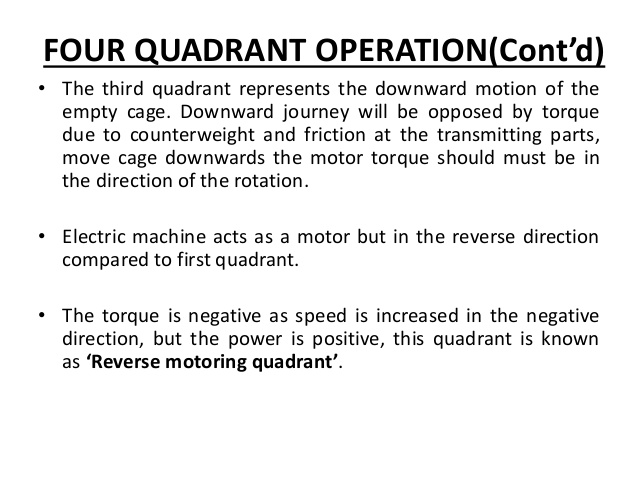 FOUR QUADRANT OPERATION(Cont’d)
• The third quadrant represents the downward motion of the
empty cage. Downward journey will be opposed by torque
due to counterweight and friction at the transmitting parts,
move cage downwards the motor torque should must be in
the direction of the rotation.
• Electric machine acts as a motor but in the reverse direction
compared to first quadrant.
• The torque is negative as speed is increased in the negative
direction, but the power is positive, this quadrant is known
as ‘Reverse motoring quadrant’.